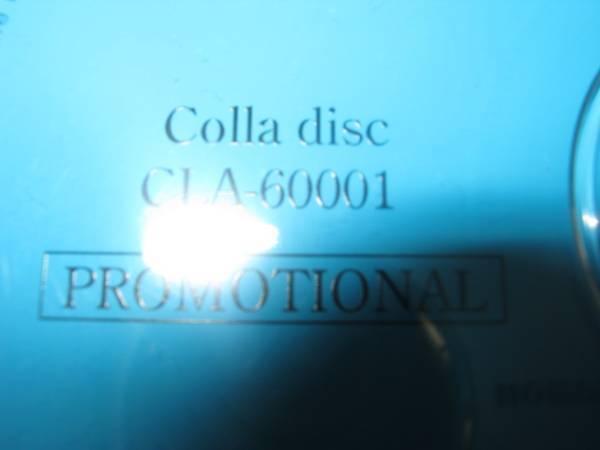 Colla disc
CLA-60001
PROMOTIONAL